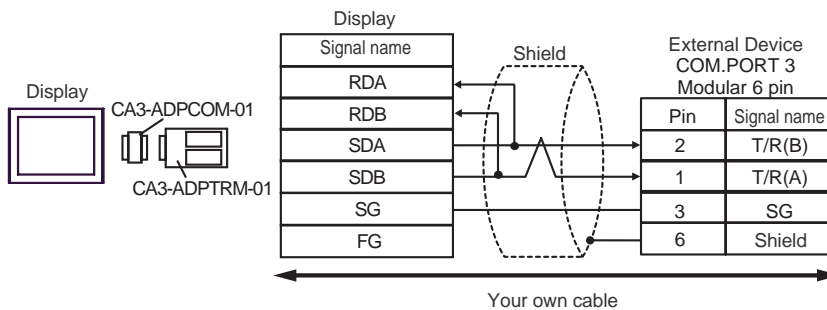 Display
CA3-ADPCOM-01
CA3-ADPTRM-01
Display
Signal name
RDA
RDB
SDA
SDB
SG
FG
Shield
External Device
COM.PORT 3
Modular 6 pin
Pin Signal name
2 T/R(B)
1 T/R(A)
3 SG
6 Shield
Your own cable